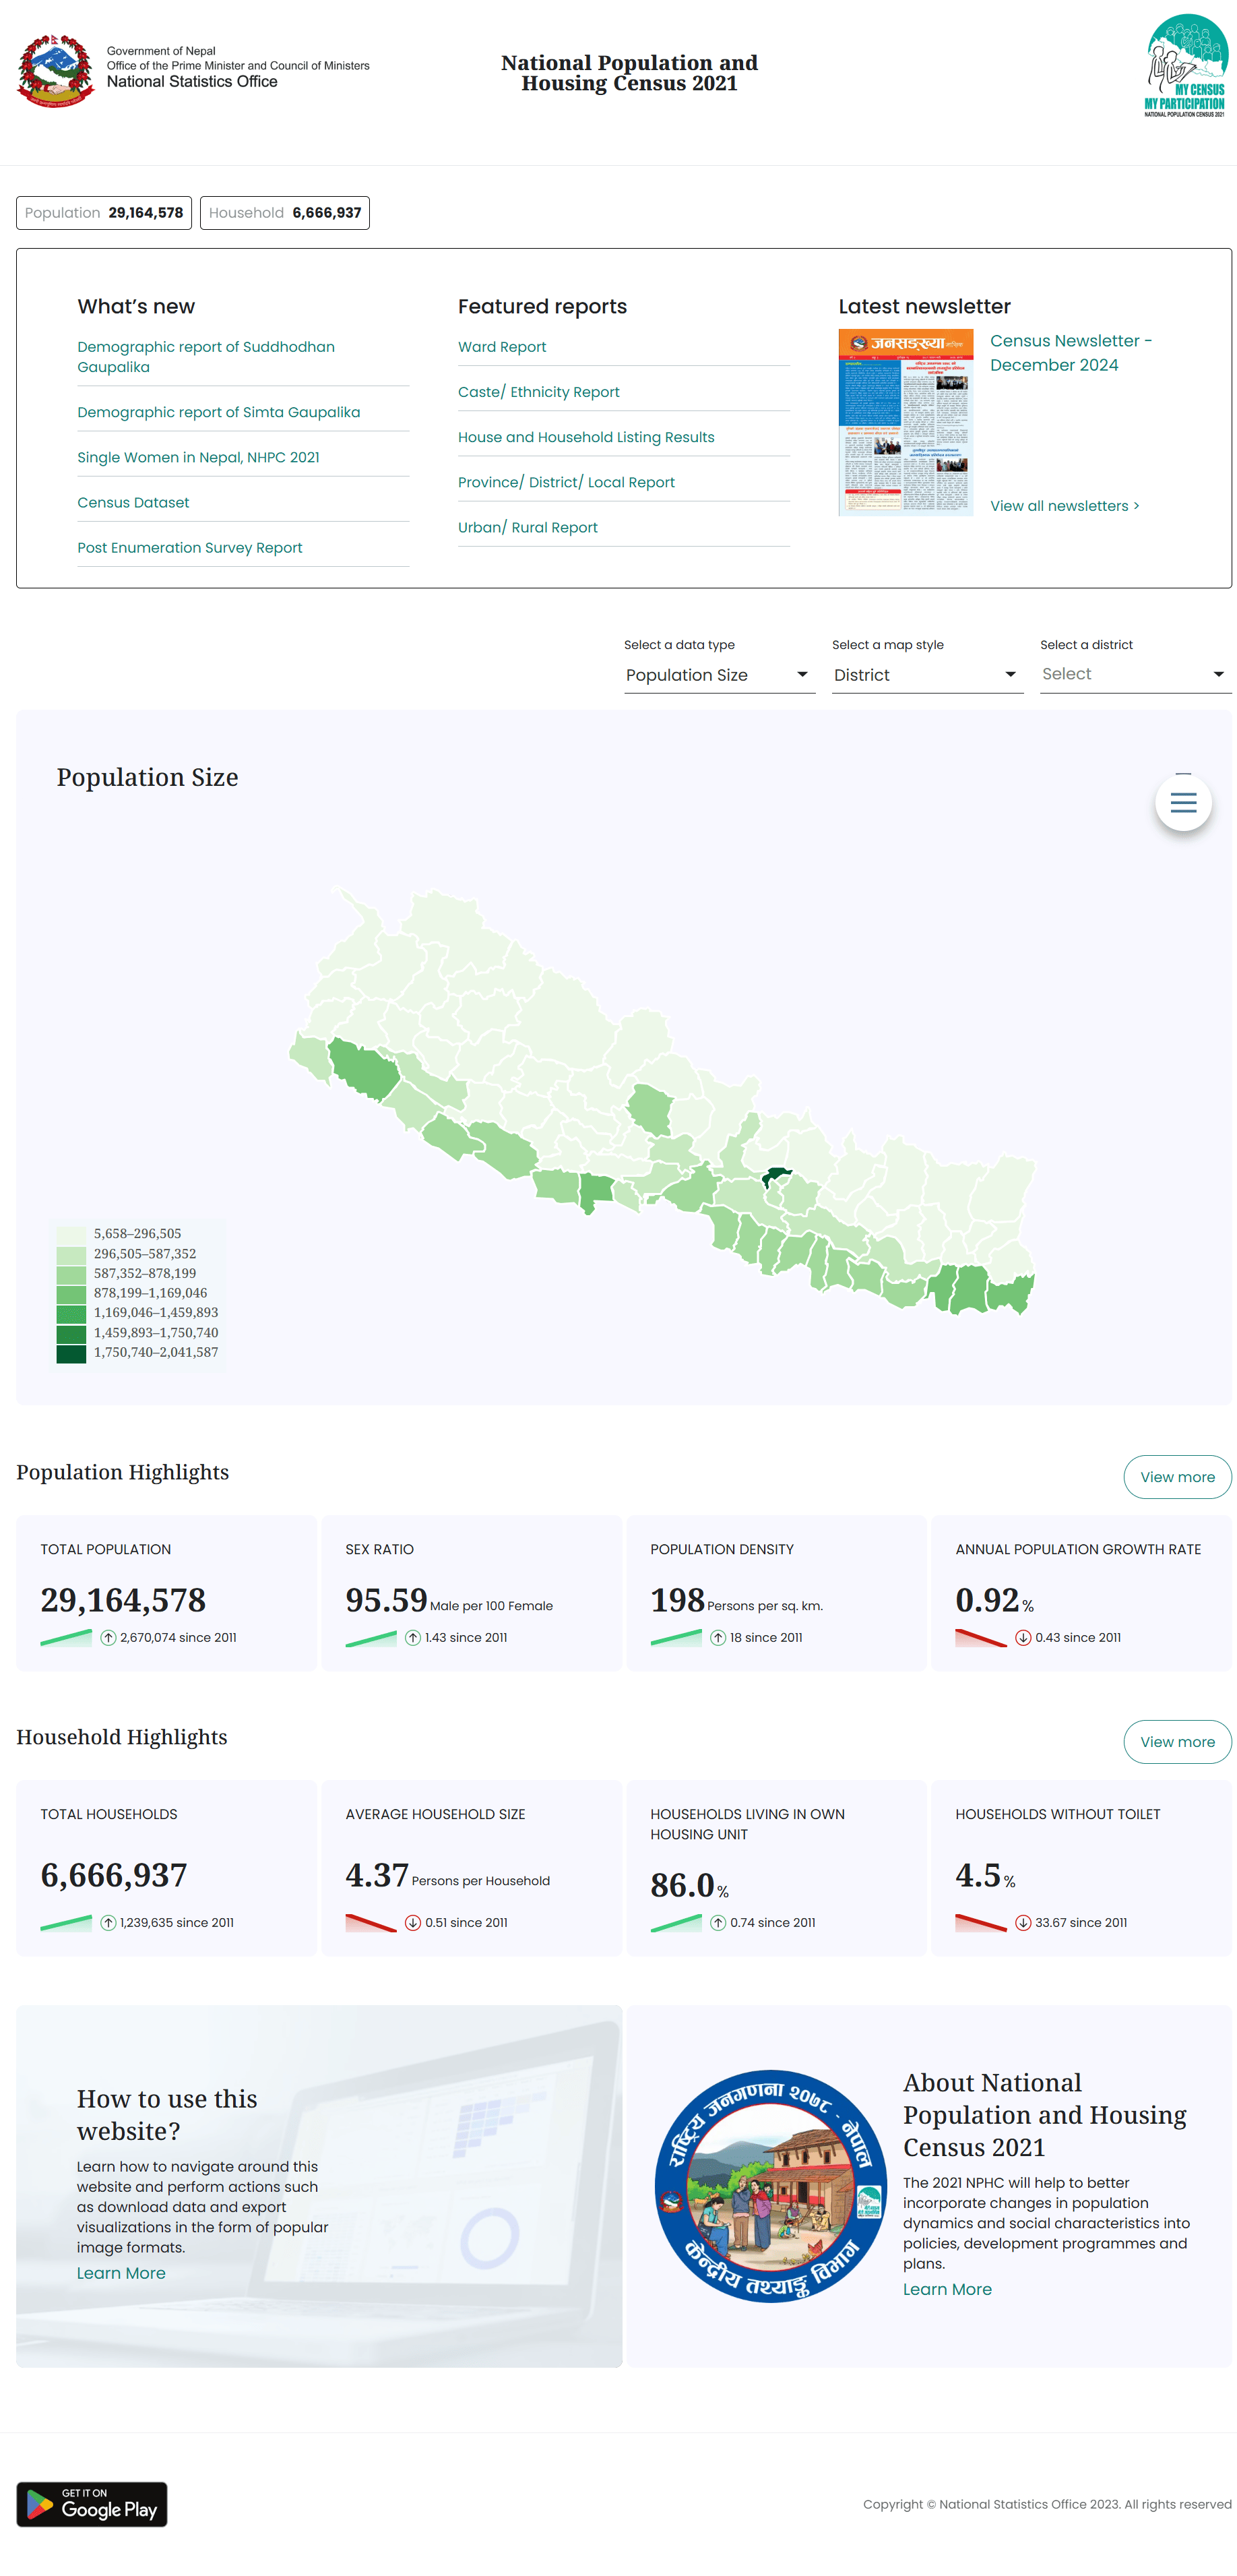 Government of Nepal
Office of the Prime Minister and Council of Ministers
National Statistics Office
National Population and
Housing Census 2021
MY CENSUS
MY PARTICIPATION
NATIONAL POPULATION CENSUS 2021
Population 29,164,578
Household 6,666,937
What's new
Demographic report of Suddhodhan
Gaupalika
Demographic report of Simta Gaupalika
Single Women in Nepal, NHPC 2021
Census Dataset
Post Enumeration Survey Report
Featured reports
Ward Report
Caste/ Ethnicity Report
House and Household Listing Results
Province/ District/ Local Report
Urban/ Rural Report
Latest newsletter
जनसङ्ख्या
Census Newsletter -
December 2024
View all newsletters >
Select a data type
Population Size
Select a map style
District
Select a district
Select
Population Size
5,658–296,505
296,505–587,352
587,352–878,199
878,199–1,169,046
1,169,046–1,459,893
1,459,893–1,750,740
1,750,740–2,041,587
Population Highlights
View more
TOTAL POPULATION
29,164,578
2,670,074 since 2011
SEX RATIO
95.59 Male per 100 Female
1.43 since 2011
POPULATION DENSITY
198 Persons per sq. km.
18 since 2011
ANNUAL POPULATION GROWTH RATE
0.92 %
0.43 since 2011
Household Highlights
View more
TOTAL HOUSEHOLDS
6,666,937
1,239,635 since 2011
AVERAGE HOUSEHOLD SIZE
4.37 Persons per Household
0.51 since 2011
HOUSEHOLDS LIVING IN OWN
HOUSING UNIT
86.0 %
0.74 since 2011
HOUSEHOLDS WITHOUT TOILET
4.5 %
33.67 since 2011
How to use this
website?
Learn how to navigate around this
website and perform actions such
as download data and export
visualizations in the form of popular
image formats.
Learn More
राष्ट्रिय जनगणना २०७८ - नेपाल
केन्द्रीय तथ्याङ्क विभाग
About National
Population and Housing
Census 2021
The 2021 NPHC will help to better
incorporate changes in population
dynamics and social characteristics into
policies, development programmes and
plans.
Learn More
GET IT ON
Google Play
Copyright © National Statistics Office 2023. All rights reserved